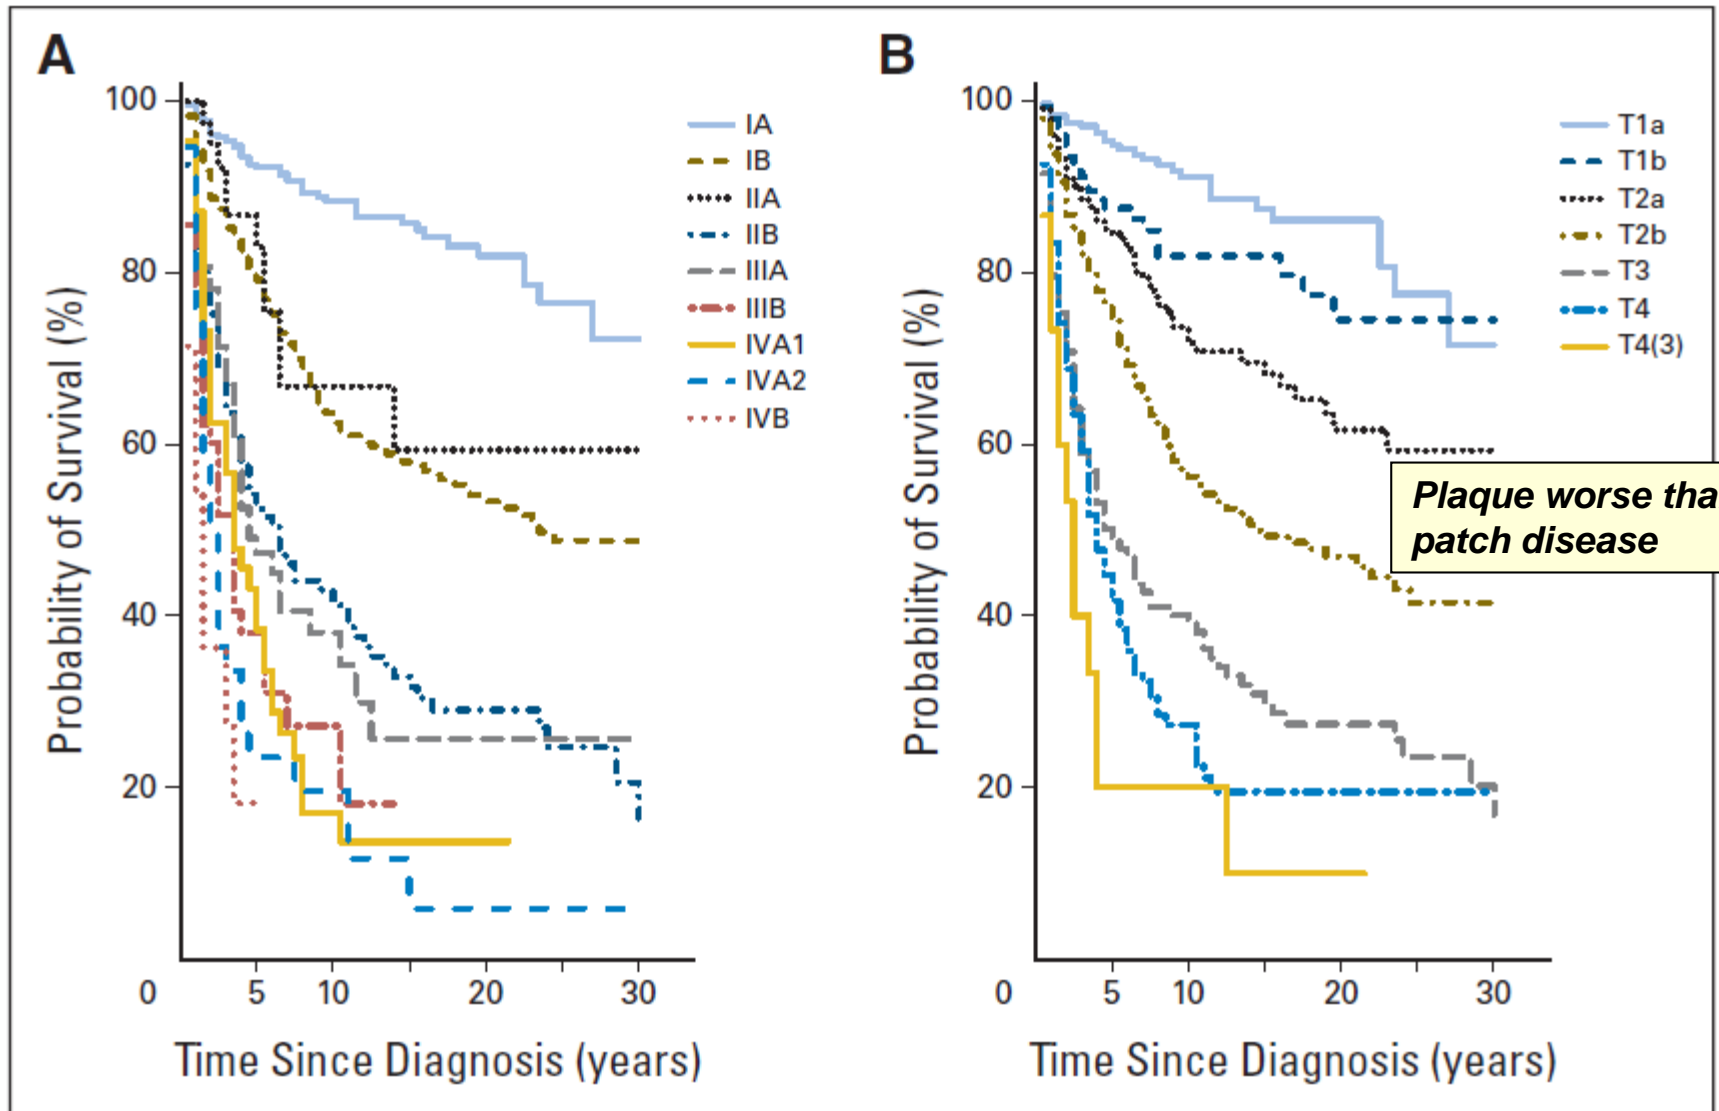 A
Probability of Survival (%)
100
80
60
40
20
0
5
10
20
30
Time Since Diagnosis (years)
IA
IB
IIA
IIB
IIIA
IIIB
IVA1
IVA2
IVB
B
Probability of Survival (%)
100
80
60
40
20
0
5
10
20
30
Time Since Diagnosis (years)
T1a
T1b
T2a
T2b
T3
T4
T4(3)
Plaque worse tha
patch disease